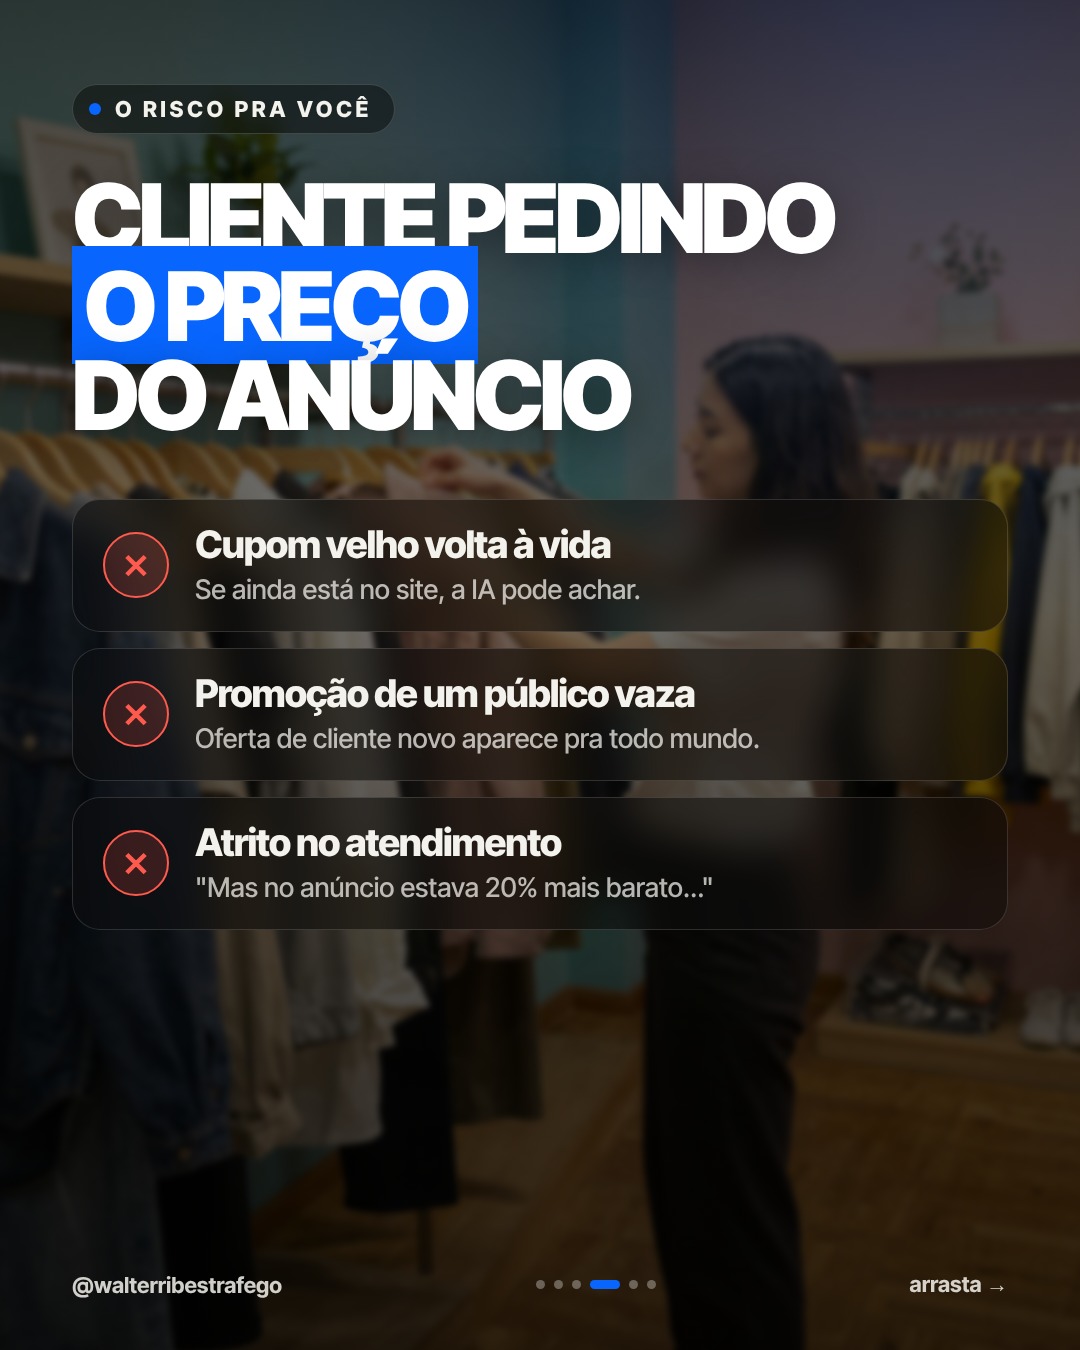 O RISCO PRA VOCÊ
CLIENTE PEDINDO
O PREÇO
DO ANÚNCIO
Cupom velho volta à vida
Se ainda está no site, a IA pode achar.
Promoção de um público vaza
Oferta de cliente novo aparece pra todo mundo.
Atrito no atendimento
"Mas no anúncio estava 20% mais barato..."
@walterribestrafego
arrasta →